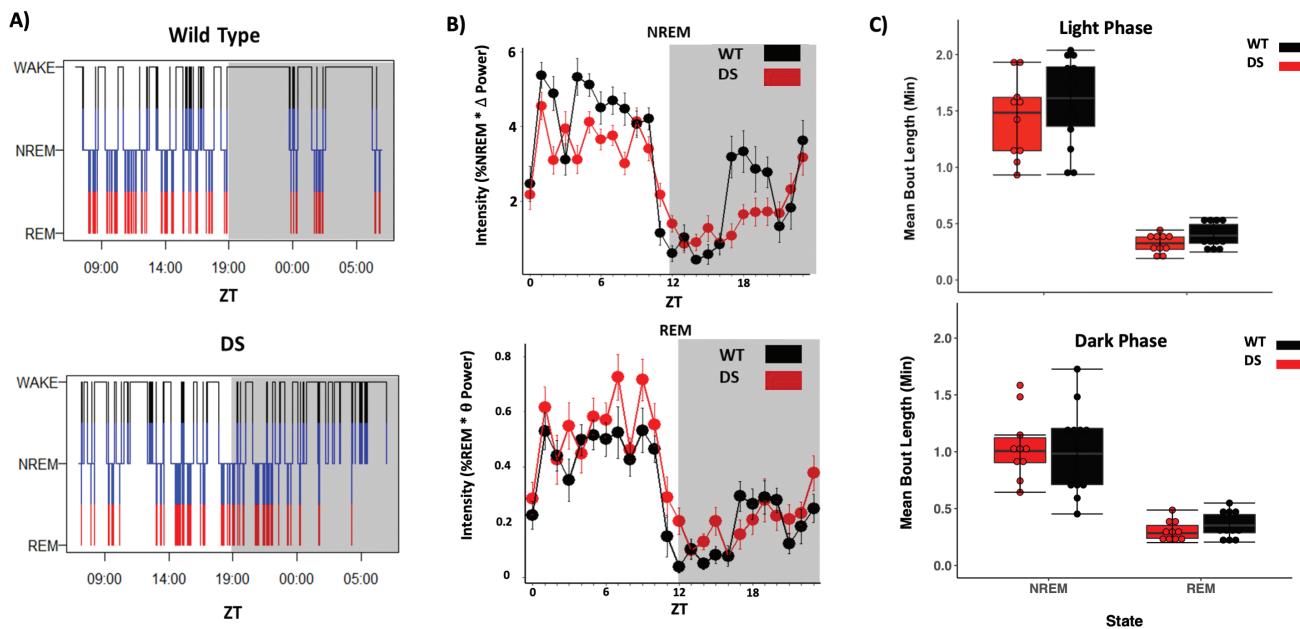 A)
Wild Type
WAKE
NREM
REM
09:00 14:00 19:00 00:00 05:00
ZT
DS
WAKE
NREM
REM
09:00 14:00 19:00 00:00 05:00
ZT
B)
NREM
WT
DS
Intensity (%NREM * Δ Power)
6
4
2
0 6 12 18
ZT
REM
WT
DS
Intensity (%REM * θ Power)
0.8
0.6
0.4
0.2
0
0 6 12 18
ZT
C)
Light Phase
WT
DS
Mean Bout Length (Min)
2.0
1.5
1.0
0.5
0.0
Dark Phase
WT
DS
Mean Bout Length (Min)
2.0
1.5
1.0
0.5
0.0
NREM REM
State